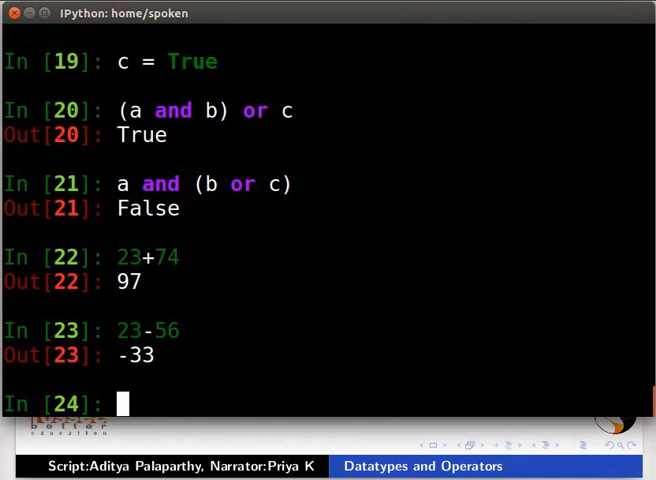 IPython: home/spoken
In [19]: c = True
In [20]: (a and b) or c
Out[20]: True
In [21]: a and (b or c)
Out[21]: False
In [22]: 23+74
Out[22]: 97
In [23]: 23-56
Out[23]: -33
In [24]:
better
education
Script:Aditya Palaparthy, Narrator:Priya K
Datatypes and Operators